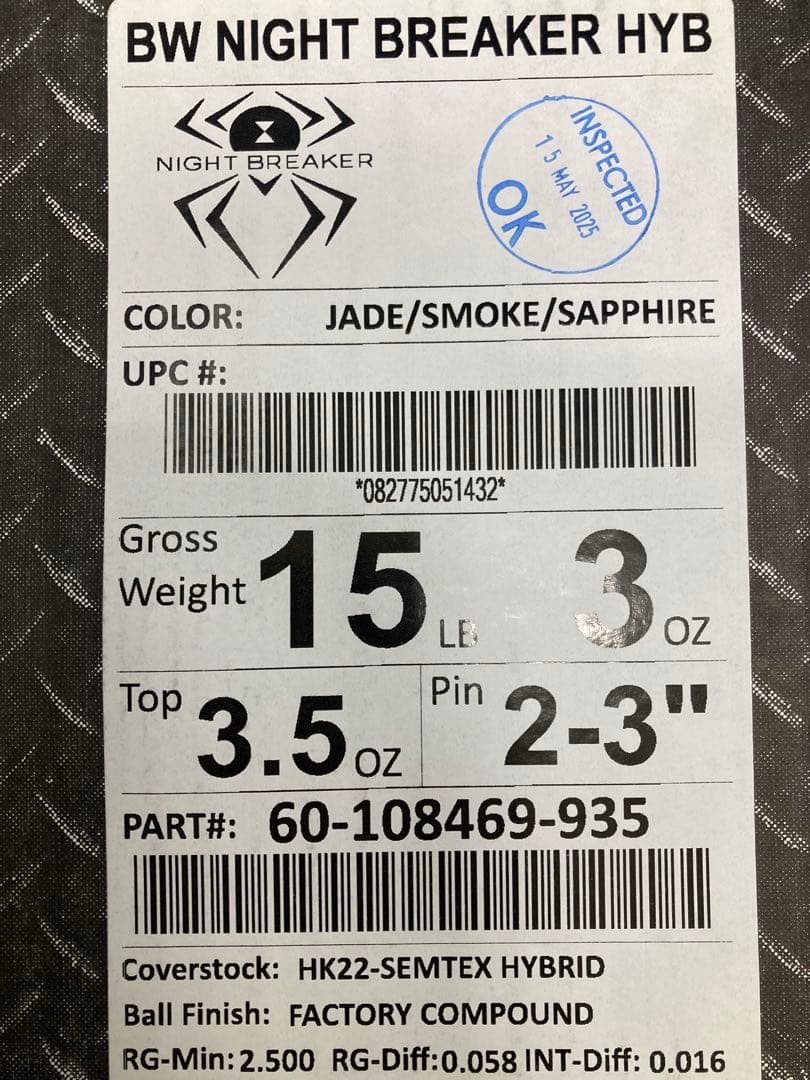 BW NIGHT BREAKER HYB
NIGHT BREAKER
INSPECTED
15 MAY 2025
OK
COLOR: JADE/SMOKE/SAPPHIRE
UPC #:
*082775051432*
Gross Weight 15 LB 3 OZ
Top 3.5 OZ Pin 2-3"
PART#: 60-108469-935
Coverstock: HK22-SEMTEX HYBRID
Ball Finish: FACTORY COMPOUND
RG-Min: 2.500 RG-Diff: 0.058 INT-Diff: 0.016